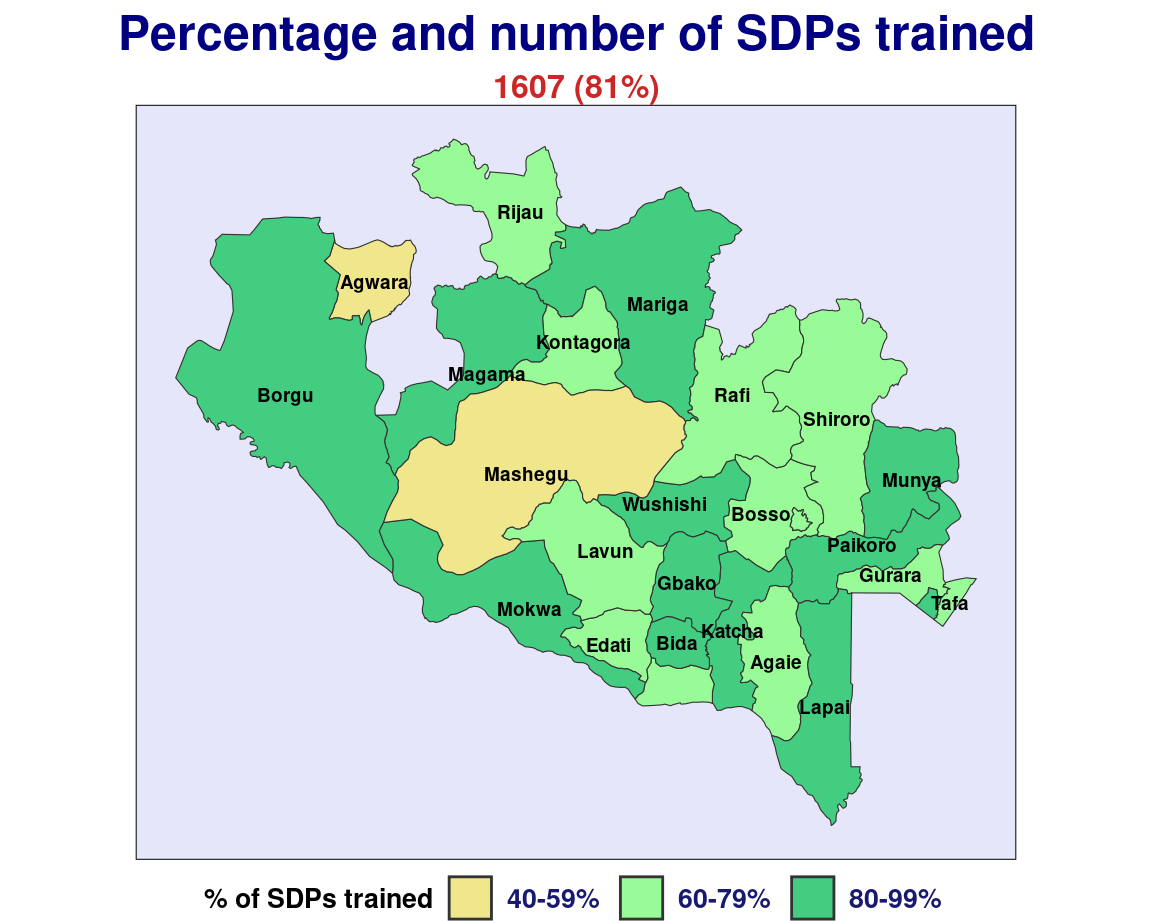 Percentage and number of SDPs trained
1607 (81%)
Rijau
Agwara
Mariga
Kontagora
Magama
Borgu
Rafi
Shiroro
Mashegu
Munya
Wushishi
Bosso
Paikoro
Lavun
Gurara
Gbako
Tafa
Mokwa
Katcha
Edati
Bida
Agaie
Lapai
% of SDPs trained 40-59% 60-79% 80-99%